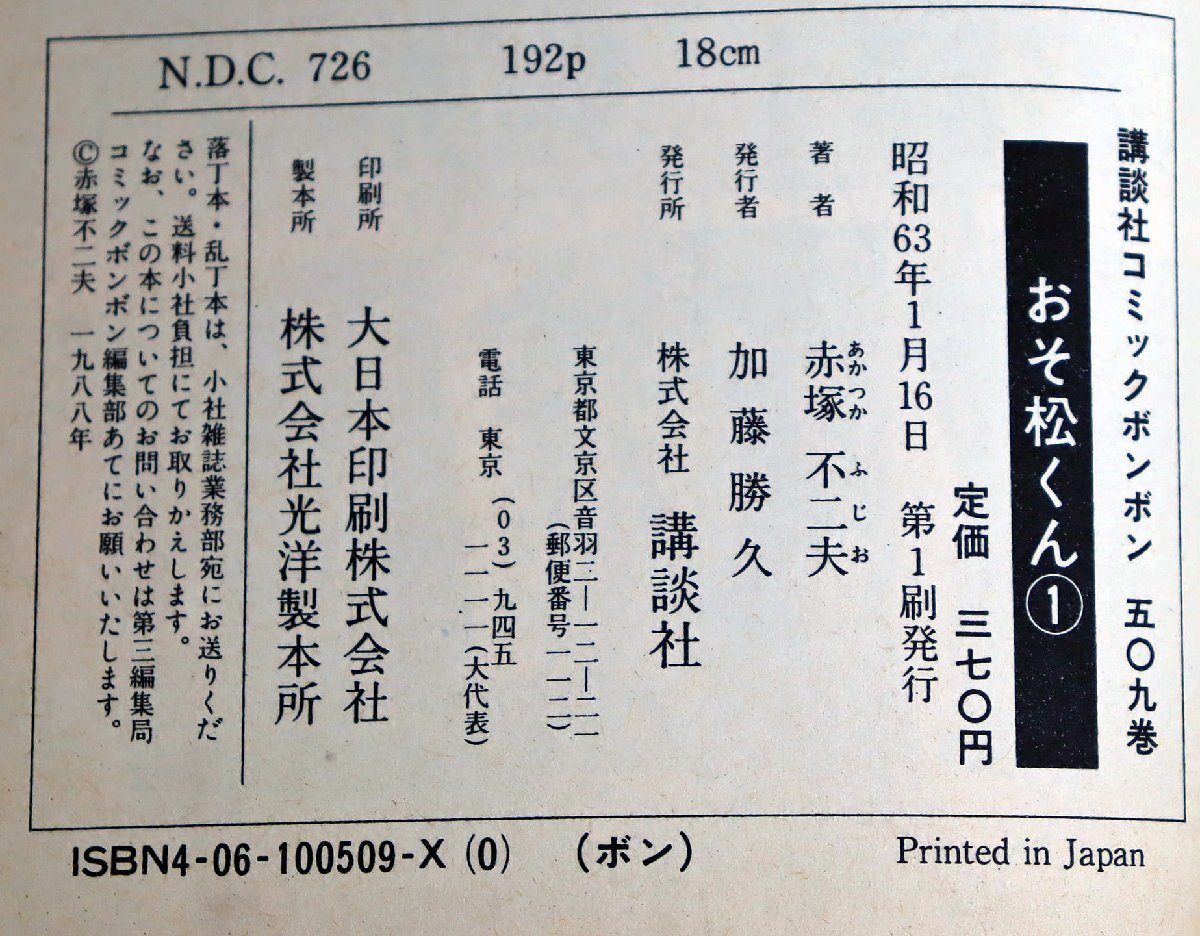 N.D.C. 726 192p 18cm
講談社コミックボンボン 五〇九巻
おそ松くん①
定価 三七〇円
昭和63年1月16日 第1刷発行
著者 赤塚不二夫
あかつかふじお
発行者 加藤勝久
発行所 株式会社 講談社
東京都文京区音羽二―一二―二一
(郵便番号一一二)
電話 東京(03)九四五
一一一一(大代表)
印刷所 大日本印刷株式会社
製本所 株式会社光洋製本所
落丁本・乱丁本は、小社雑誌業務部宛にお送りくだ
さい。送料小社負担にてお取りかえします。
なお、この本についてのお問い合わせは第三編集局
コミックボンボン編集部あてにお願いいたします。
©赤塚不二夫 一九八八年
ISBN4-06-100509-X (0) (ボン) Printed in Japan